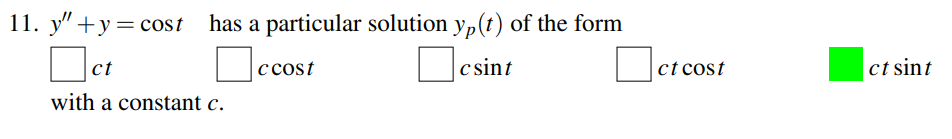 11. y″ + y = cos t has a particular solution y_p(t) of the form
ct c cos t c sin t ct cos t ct sin t
with a constant c.